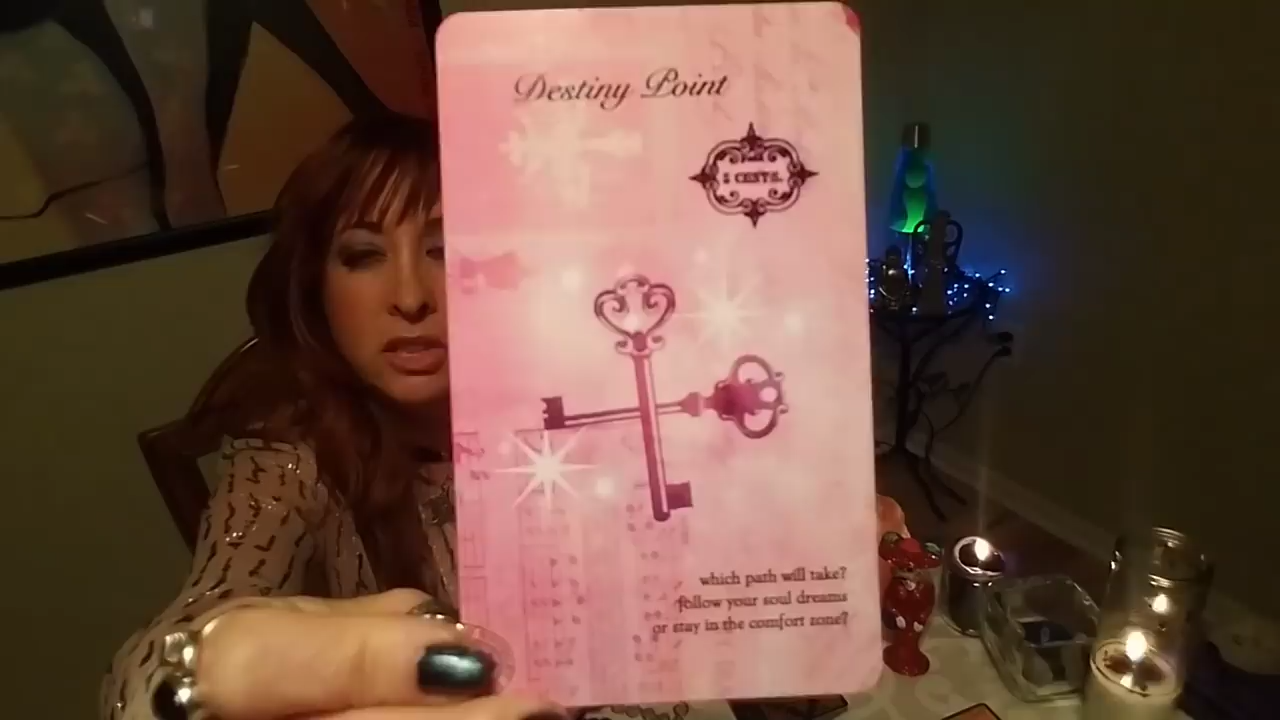 Destiny Point
5 CENTS.
which path will take?
follow your soul dreams
or stay in the comfort zone?